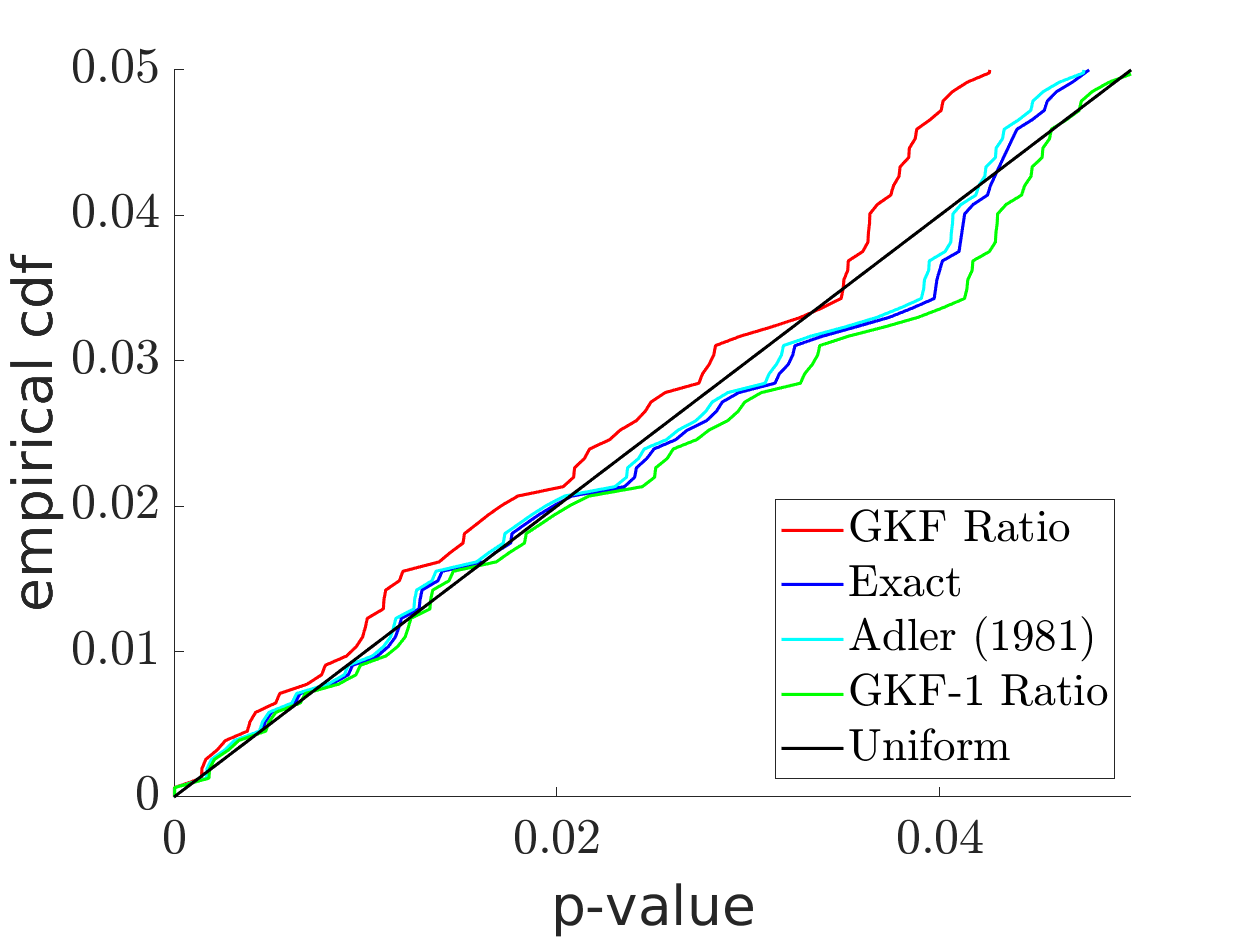 0.05
0.04
0.03
0.02
0.01
0
empirical cdf
0
0.02
0.04
p-value
GKF Ratio
Exact
Adler (1981)
GKF-1 Ratio
Uniform